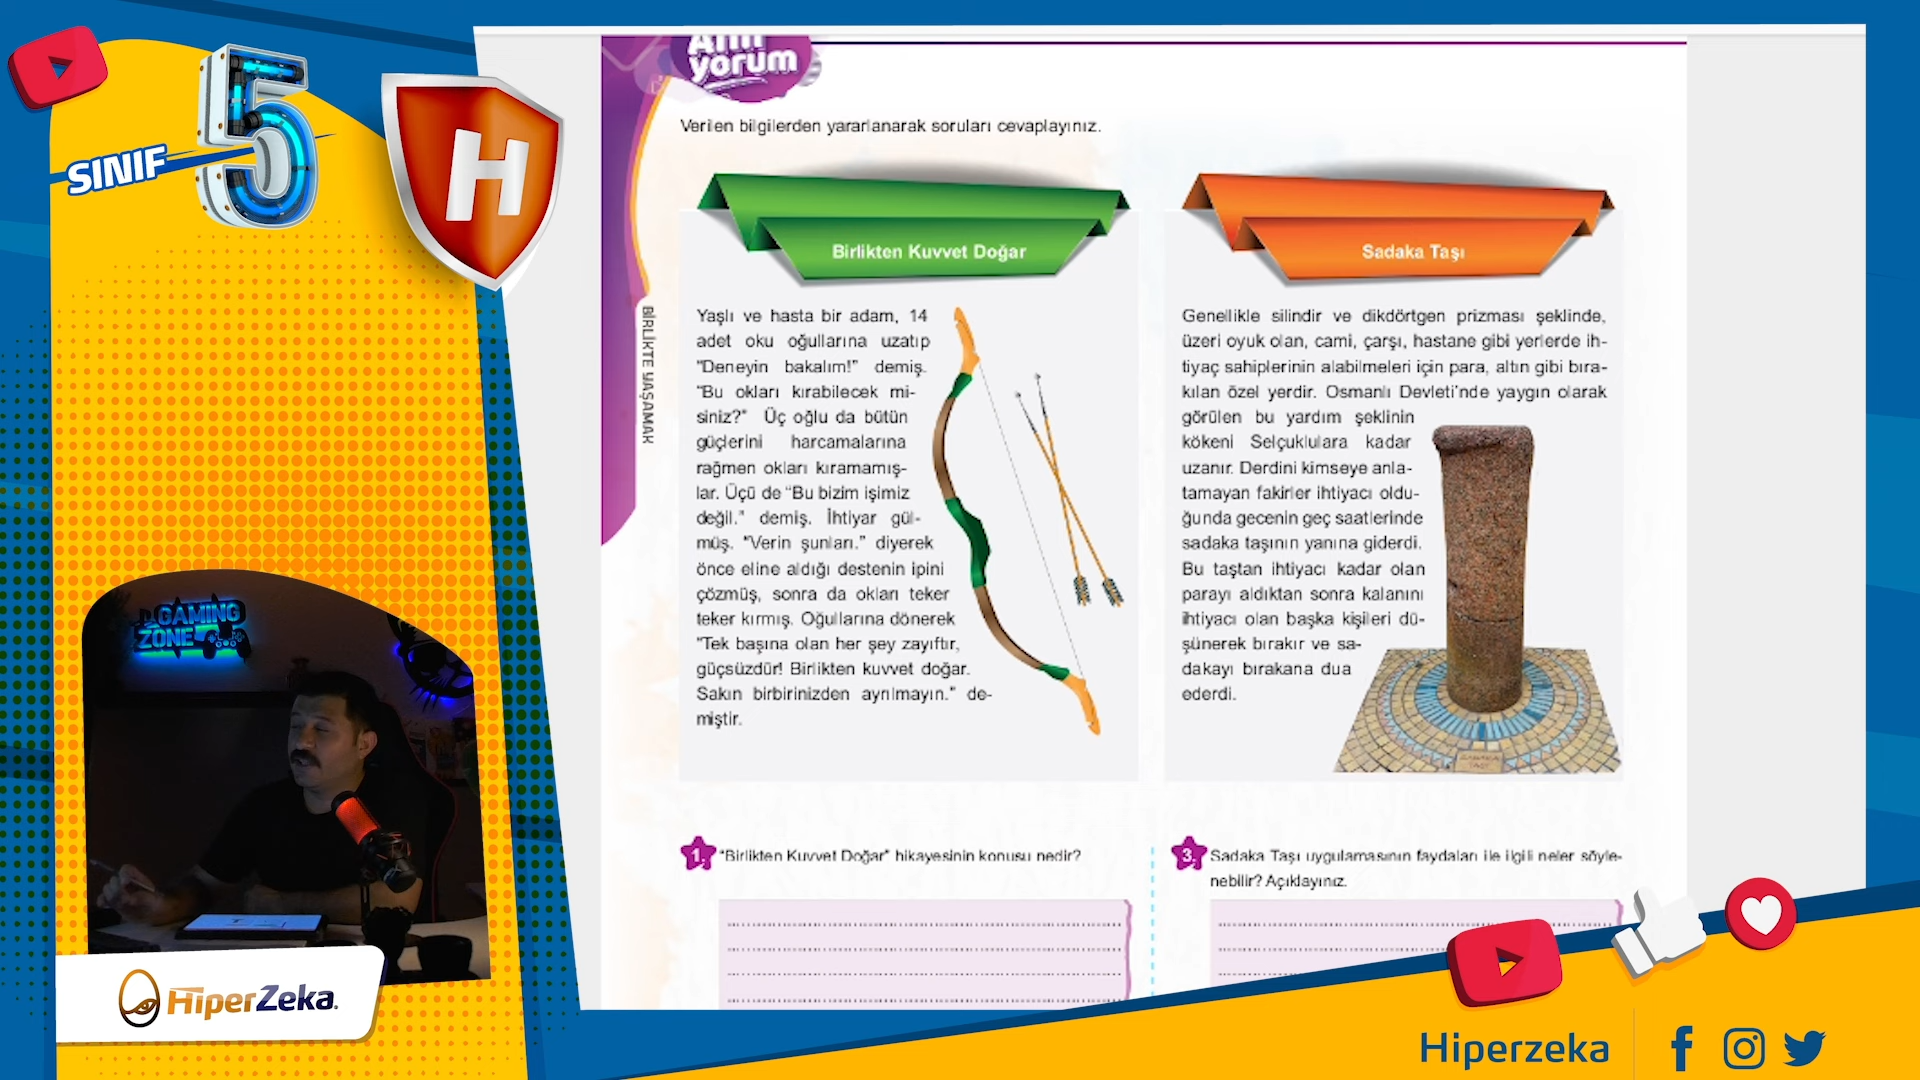 SINIF
5
H
Alıştırıyorum
Verilen bilgilerden yararlanarak soruları cevaplayınız.
BİRLİKTE YAŞAMAK
Birlikten Kuvvet Doğar
Yaşlı ve hasta bir adam, 14
adet oku oğullarına uzatıp
“Deneyin bakalım!” demiş.
“Bu okları kırabilecek mi-
siniz?” Üç oğlu da bütün
güçlerini harcamalarına
rağmen okları kıramamış-
lar. Üçü de “Bu bizim işimiz
değil.” demiş. İhtiyar gül-
müş. “Verin şunları.” diyerek
önce eline aldığı destenin ipini
çözmüş, sonra da okları teker
teker kırmış. Oğullarına dönerek
“Tek başına olan her şey zayıftır,
güçsüzdür! Birlikten kuvvet doğar.
Sakın birbirinizden ayrılmayın.” de-
miştir.
Sadaka Taşı
Genellikle silindir ve dikdörtgen prizması şeklinde,
üzeri oyuk olan, cami, çarşı, hastane gibi yerlerde ih-
tiyaç sahiplerinin alabilmeleri için para, altın gibi bıra-
kılan özel yerdir. Osmanlı Devleti’nde yaygın olarak
görülen bu yardım şeklinin
kökeni Selçuklulara kadar
uzanır. Derdini kimseye anla-
tamayan fakirler ihtiyacı oldu-
ğunda gecenin geç saatlerinde
sadaka taşının yanına giderdi.
Bu taştan ihtiyacı kadar olan
parayı aldıktan sonra kalanını
ihtiyacı olan başka kişileri dü-
şünerek bırakır ve sa-
dakayı bırakana dua
ederdi.
SADAKA
TAŞI
1. “Birlikten Kuvvet Doğar” hikayesinin konusu nedir?
3. Sadaka Taşı uygulamasının faydaları ile ilgili neler söyle-
nebilir? Açıklayınız.
GAMING
ZONE
HiperZeka.
Hiperzeka